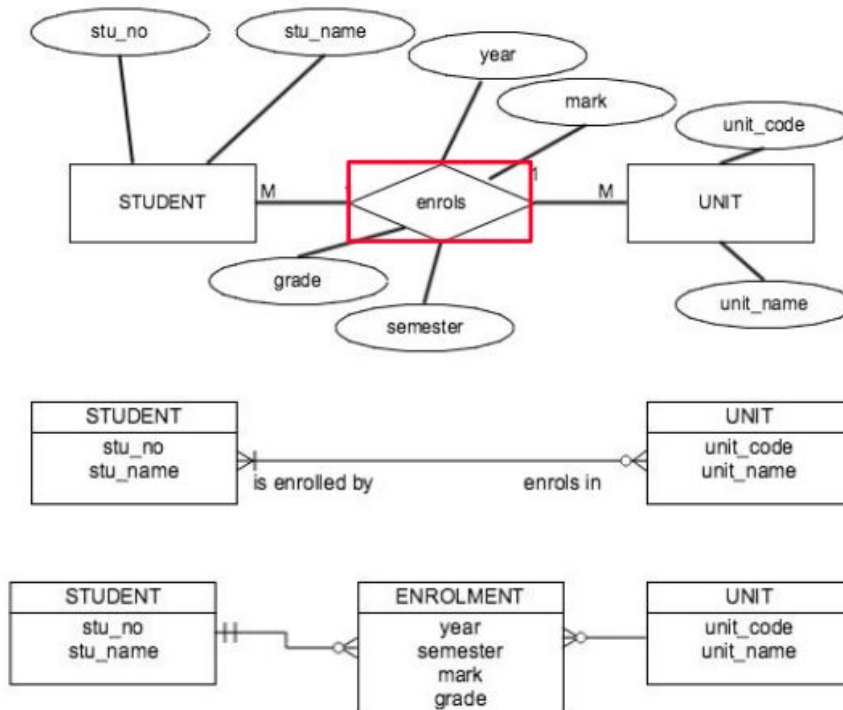 stu_no
stu_name
year
mark
unit_code
STUDENT
M
1
enrols
M
UNIT
grade
semester
unit_name
STUDENT
stu_no
stu_name
is enrolled by
enrols in
UNIT
unit_code
unit_name
STUDENT
stu_no
stu_name
ENROLMENT
year
semester
mark
grade
UNIT
unit_code
unit_name